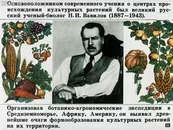 Основоположником современного учения о центрах про-
исхождения культурных растений был великий рус-
ский ученый-биолог Н.И. Вавилов (1887—1943).
Организовав ботанико-агрономические экспедиции в
Средиземноморье, Африку, Америку, он выявил древ-
нейшие очаги формообразования культурных растений
на их территории.